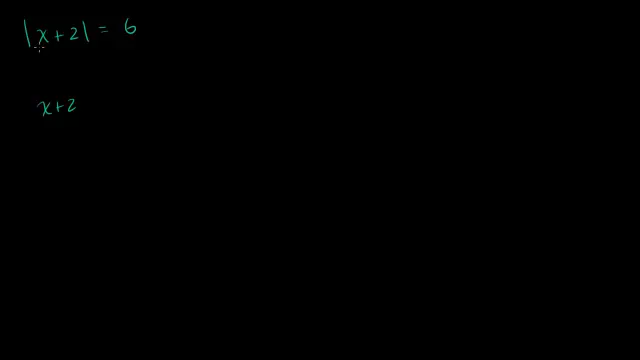 |x+2| = 6
x+2